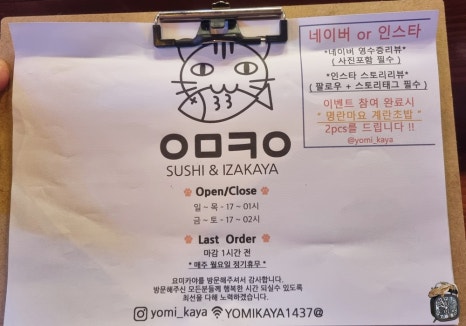 네이버 or 인스타
*네이버 영수증리뷰*
( 사진포함 필수 )
*인스타 스토리리뷰*
( 팔로우 + 스토리태그 필수 )
이벤트 참여 완료시
" 명란마요 계란초밥 "
2pcs를 드립니다 !!
@yomi_kaya
ㅇㅁㅋㅇ
SUSHI & IZAKAYA
Open/Close
일 ~ 목 - 17 ~ 01시
금 ~ 토 - 17 ~ 02시
Last Order
마감 1시간 전
* 매주 월요일 정기휴무 *
요미카야를 방문해주셔서 감사합니다.
방문해주신 모든분들께 행복한 시간 되실수 있도록
최선을 다해 노력하겠습니다.
yomi_kaya YOMIKAYA1437@